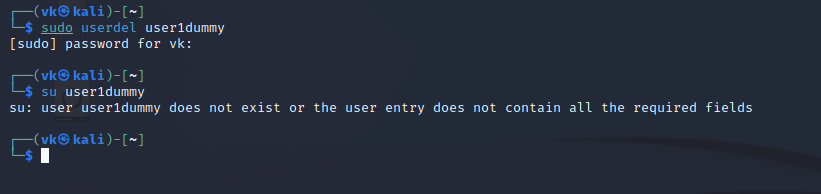 ┌──(vk㉿kali)-[~]
└─$ sudo userdel user1dummy
[sudo] password for vk:
┌──(vk㉿kali)-[~]
└─$ su user1dummy
su: user user1dummy does not exist or the user entry does not contain all the required fields
┌──(vk㉿kali)-[~]
└─$